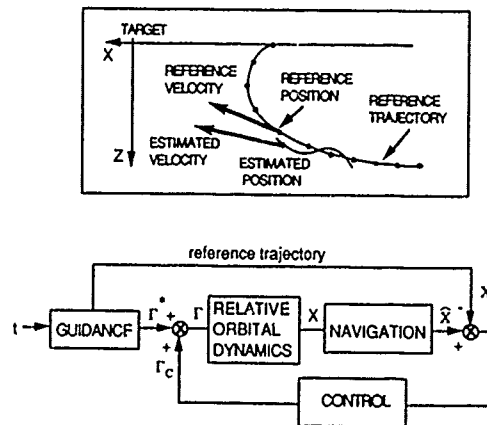 TARGET
X
REFERENCE
VELOCITY
REFERENCE
POSITION
REFERENCE
TRAJECTORY
ESTIMATED
VELOCITY
Z
ESTIMATED
POSITION
reference trajectory
X
t
GUIDANCE
Γ* +
+
Γc
Γ
RELATIVE
ORBITAL
DYNAMICS
X
NAVIGATION
X̂ -
+
CONTROL